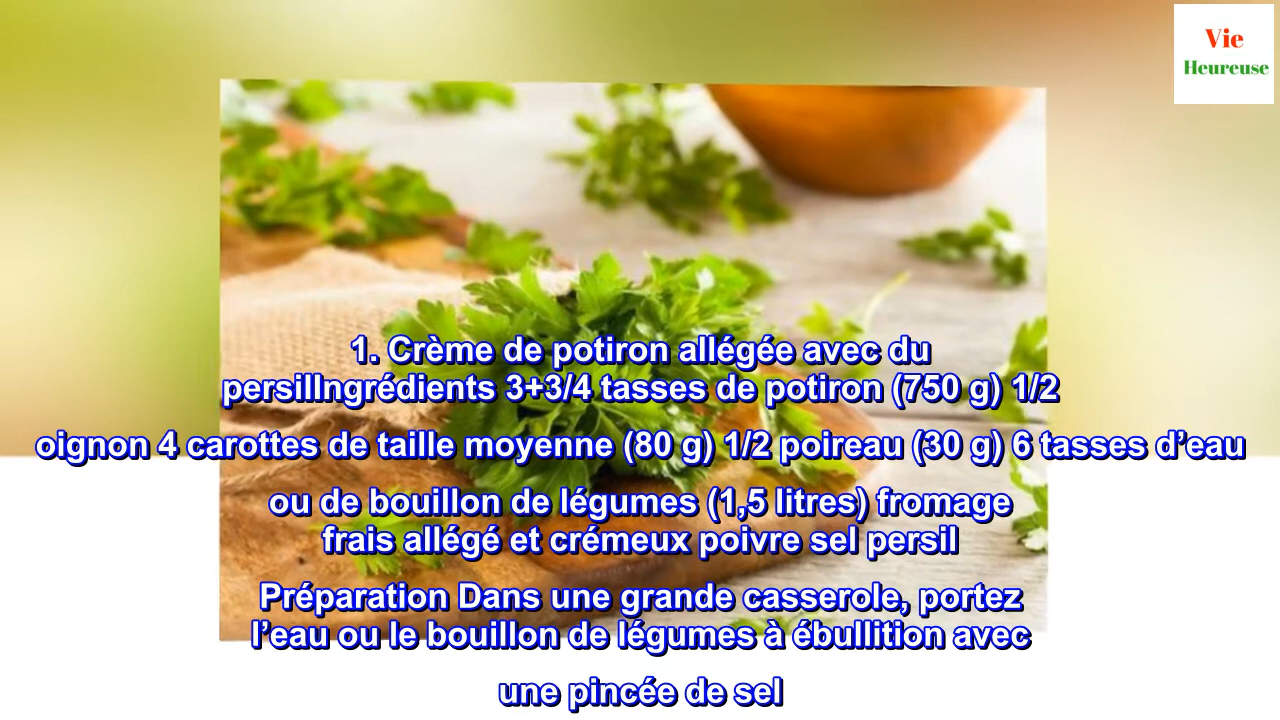 Vie
Heureuse
1. Crème de potiron allégée avec du
persilIngrédients 3+3/4 tasses de potiron (750 g) 1/2
oignon 4 carottes de taille moyenne (80 g) 1/2 poireau (30 g) 6 tasses d’eau
ou de bouillon de légumes (1,5 litres) fromage
frais allégé et crémeux poivre sel persil
Préparation Dans une grande casserole, portez
l’eau ou le bouillon de légumes à ébullition avec
une pincée de sel